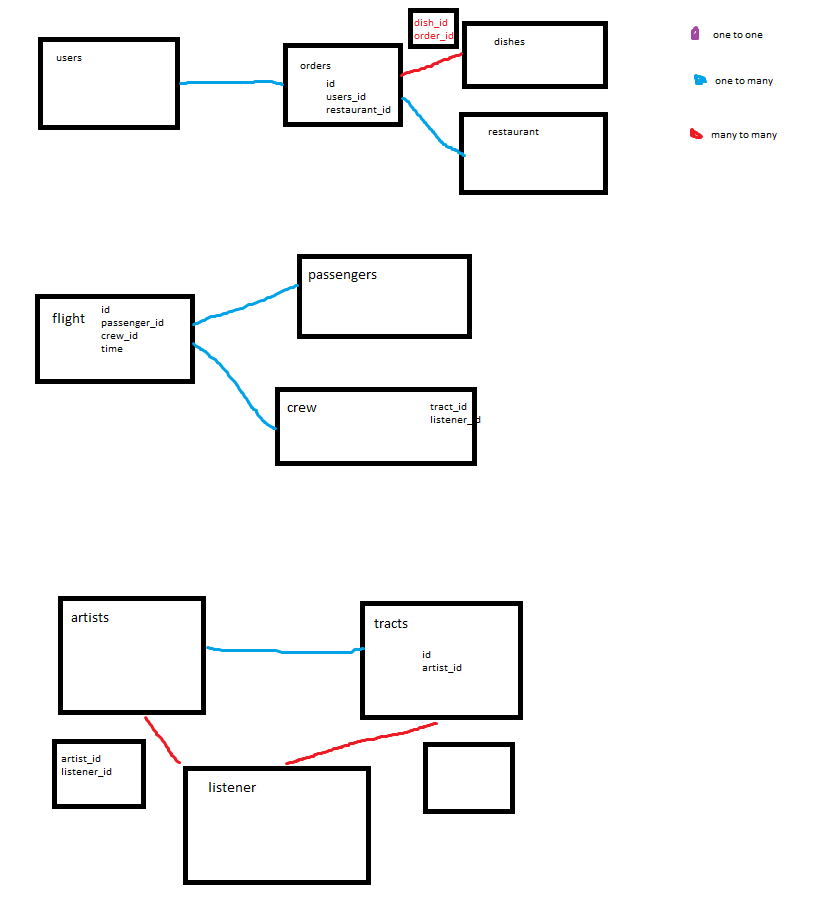 dish_id
order_id
users
orders
id
users_id
restaurant_id
dishes
restaurant
one to one
one to many
many to many
flight
id
passenger_id
crew_id
time
passengers
crew
tract_id
listener_id
artists
tracts
id
artist_id
artist_id
listener_id
listener